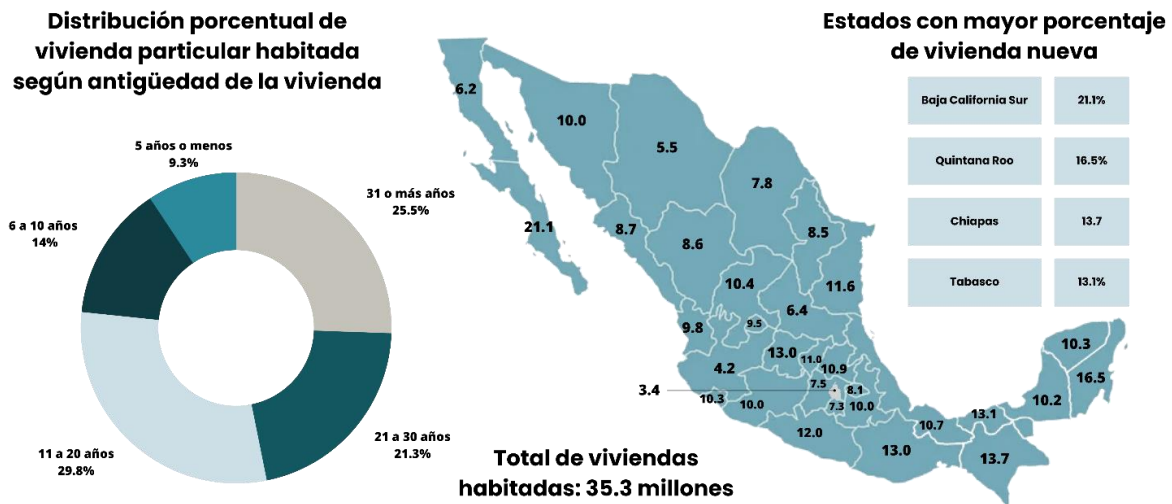 Distribución porcentual de
vivienda particular habitada
según antigüedad de la vivienda
5 años o menos
9.3%
31 o más años
25.5%
6 a 10 años
14%
11 a 20 años
29.8%
21 a 30 años
21.3%
6.2
10.0
5.5
7.8
21.1
8.7
8.6
8.5
10.4
11.6
6.4
9.8
9.5
13.0
11.0
10.9
4.2
7.5
8.1
3.4
10.3
10.0
7.3
10.0
12.0
13.0
10.7
13.1
13.7
10.2
10.3
16.5
Total de viviendas
habitadas: 35.3 millones
Estados con mayor porcentaje
de vivienda nueva
Baja California Sur 21.1%
Quintana Roo 16.5%
Chiapas 13.7
Tabasco 13.1%